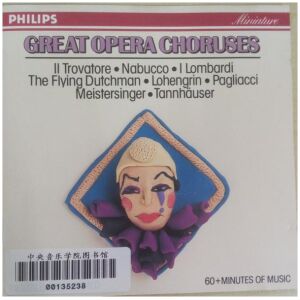 PHILIPS
Miniature
GREAT OPERA CHORUSES
Il Trovatore • Nabucco • I Lombardi
The Flying Dutchman • Lohengrin • Pagliacci
Meistersinger • Tannhäuser
中央音乐学院图书馆
00135238
60+MINUTES OF MUSIC